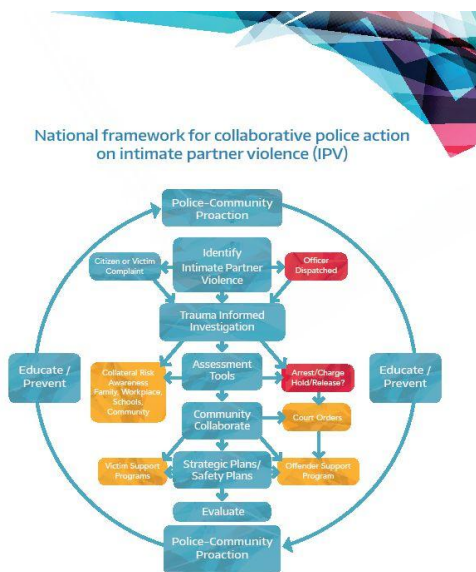 National framework for collaborative police action
on intimate partner violence (IPV)
Police-Community
Proaction
Citizen or Victim
Complaint
Identify
Intimate Partner
Violence
Officer
Dispatched
Trauma Informed
Investigation
Educate /
Prevent
Collateral Risk
Awareness
Family, Workplace,
Schools,
Community
Assessment
Tools
Arrest/Charge
Hold/Release?
Educate /
Prevent
Community
Collaborate
Court Orders
Victim Support
Programs
Strategic Plans/
Safety Plans
Offender Support
Program
Evaluate
Police-Community
Proaction